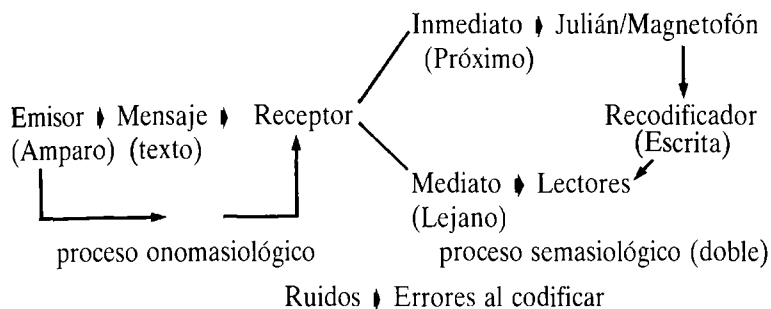 Inmediato ➧ Julián/Magnetofón
(Próximo)
Emisor ➧ Mensaje ➧ Receptor
(Amparo) (texto)
Recodificador
(Escrita)
Mediato ➧ Lectores
(Lejano)
proceso onomasiológico
proceso semasiológico (doble)
Ruidos ➧ Errores al codificar